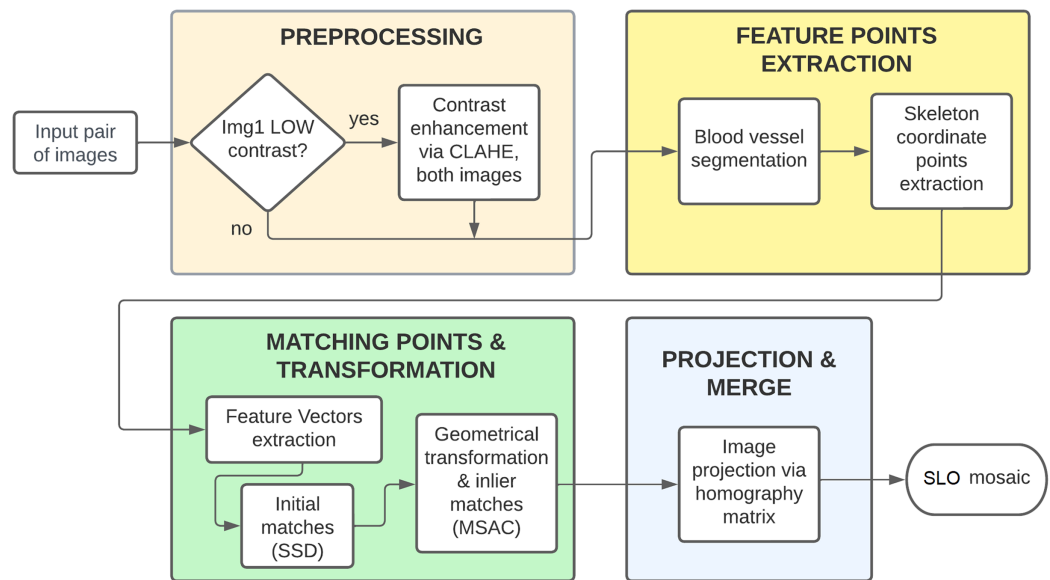 PREPROCESSING
Input pair
of images
Img1 LOW
contrast?
yes
no
Contrast
enhancement
via CLAHE,
both images
FEATURE POINTS
EXTRACTION
Blood vessel
segmentation
Skeleton
coordinate
points
extraction
MATCHING POINTS &
TRANSFORMATION
Feature Vectors
extraction
Initial
matches
(SSD)
Geometrical
transformation
& inlier
matches
(MSAC)
PROJECTION &
MERGE
Image
projection via
homography
matrix
SLO mosaic